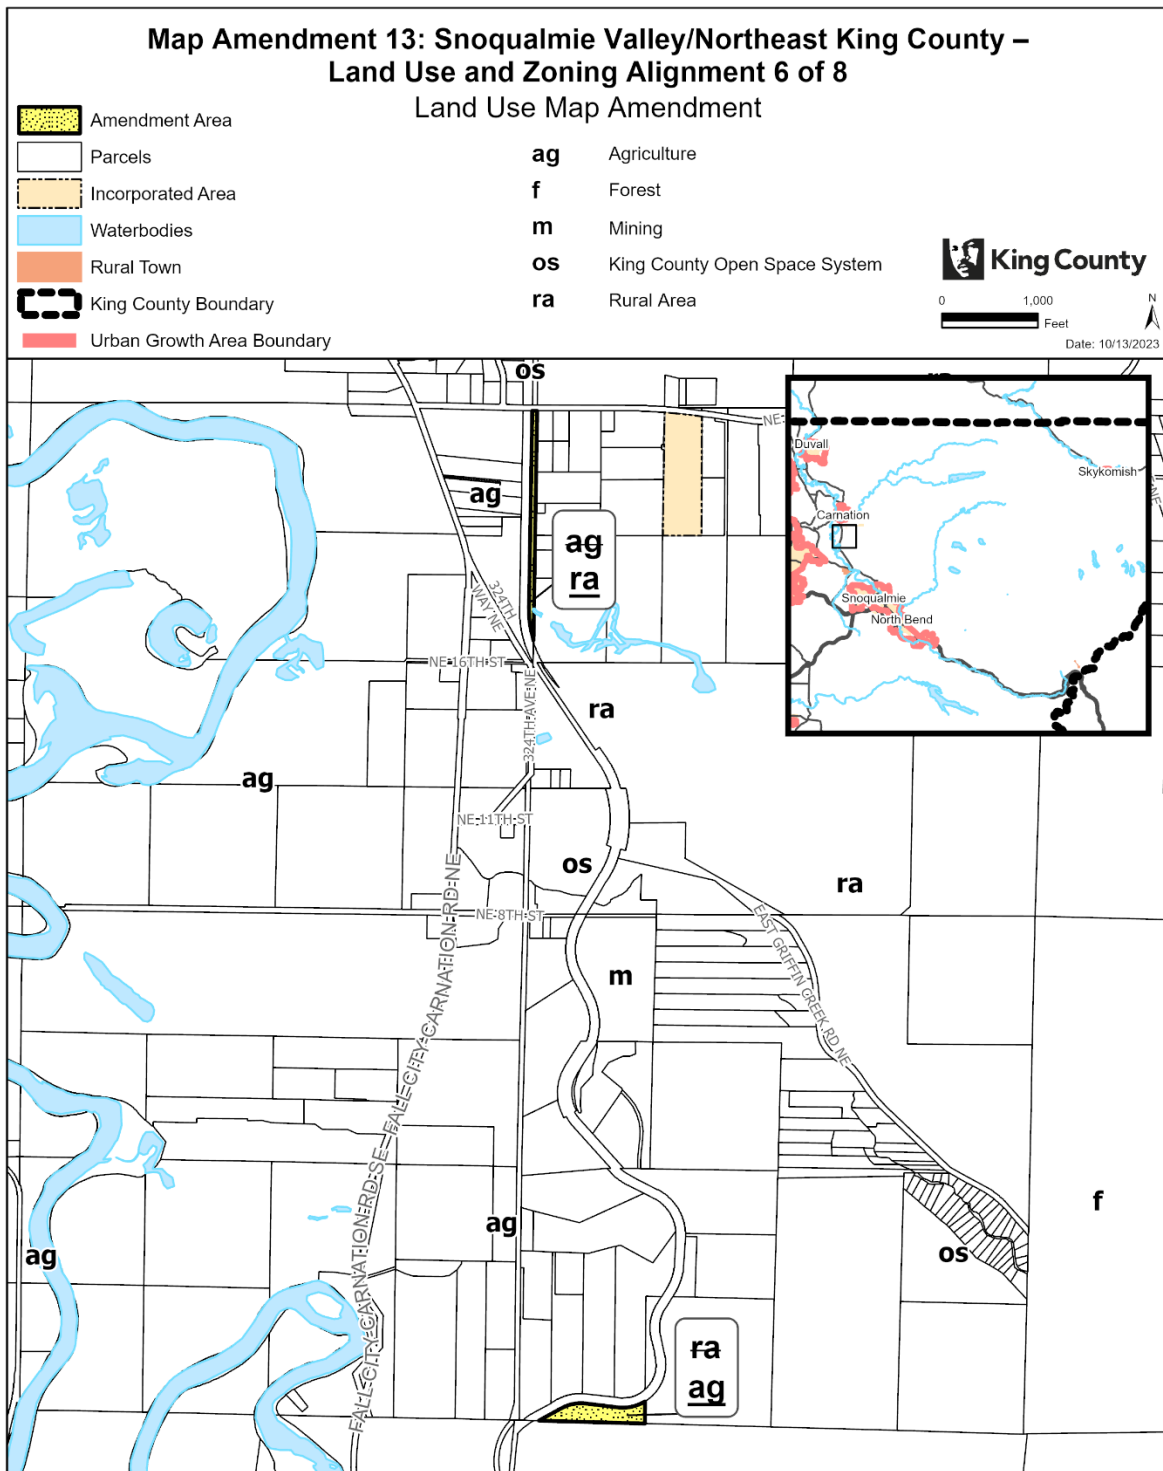 Map Amendment 13: Snoqualmie Valley/Northeast King County –
Land Use and Zoning Alignment 6 of 8
Land Use Map Amendment
Amendment Area
Parcels
Incorporated Area
Waterbodies
Rural Town
King County Boundary
Urban Growth Area Boundary
ag Agriculture
f Forest
m Mining
os King County Open Space System
ra Rural Area
King County
0 1,000
Feet
N
Date: 10/13/2023
os
NE
Duvall
Skykomish
Carnation
Snoqualmie
North Bend
NE
ag
ag
ra
324TH
WAY NE
NE 16TH ST
324TH AVE NE
ra
ag
NE 11TH ST
os
ra
NE 8TH ST
EAST GRIFFIN CREEK RD NE
m
FALL CITY-CARNATION RD NE
FALL CITY-CARNATION RD SE
ag
ag
f
os
ra
ag